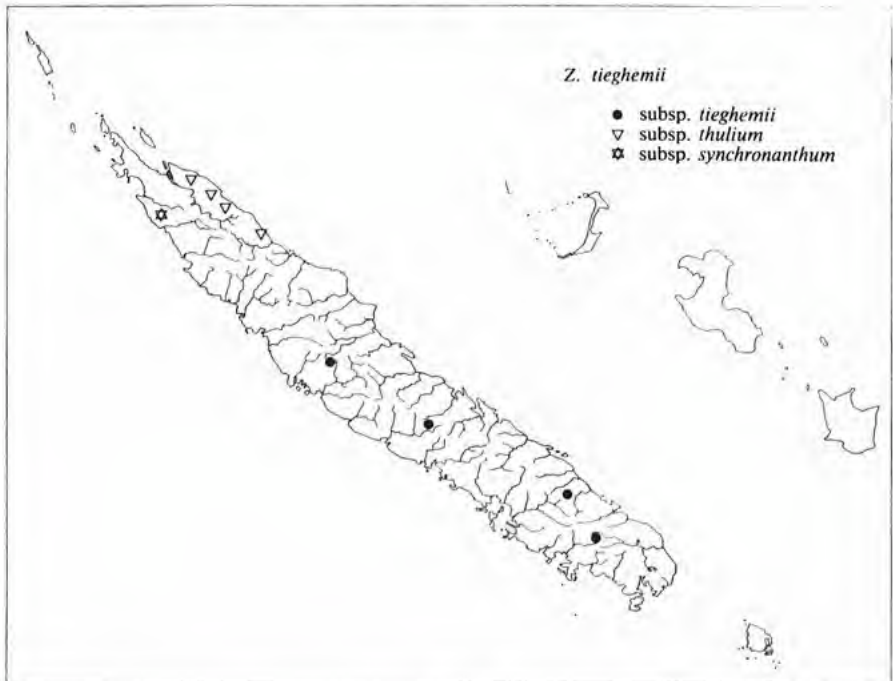 Z. tieghemii
● subsp. tieghemii
▽ subsp. thulium
✡ subsp. synchronanthum